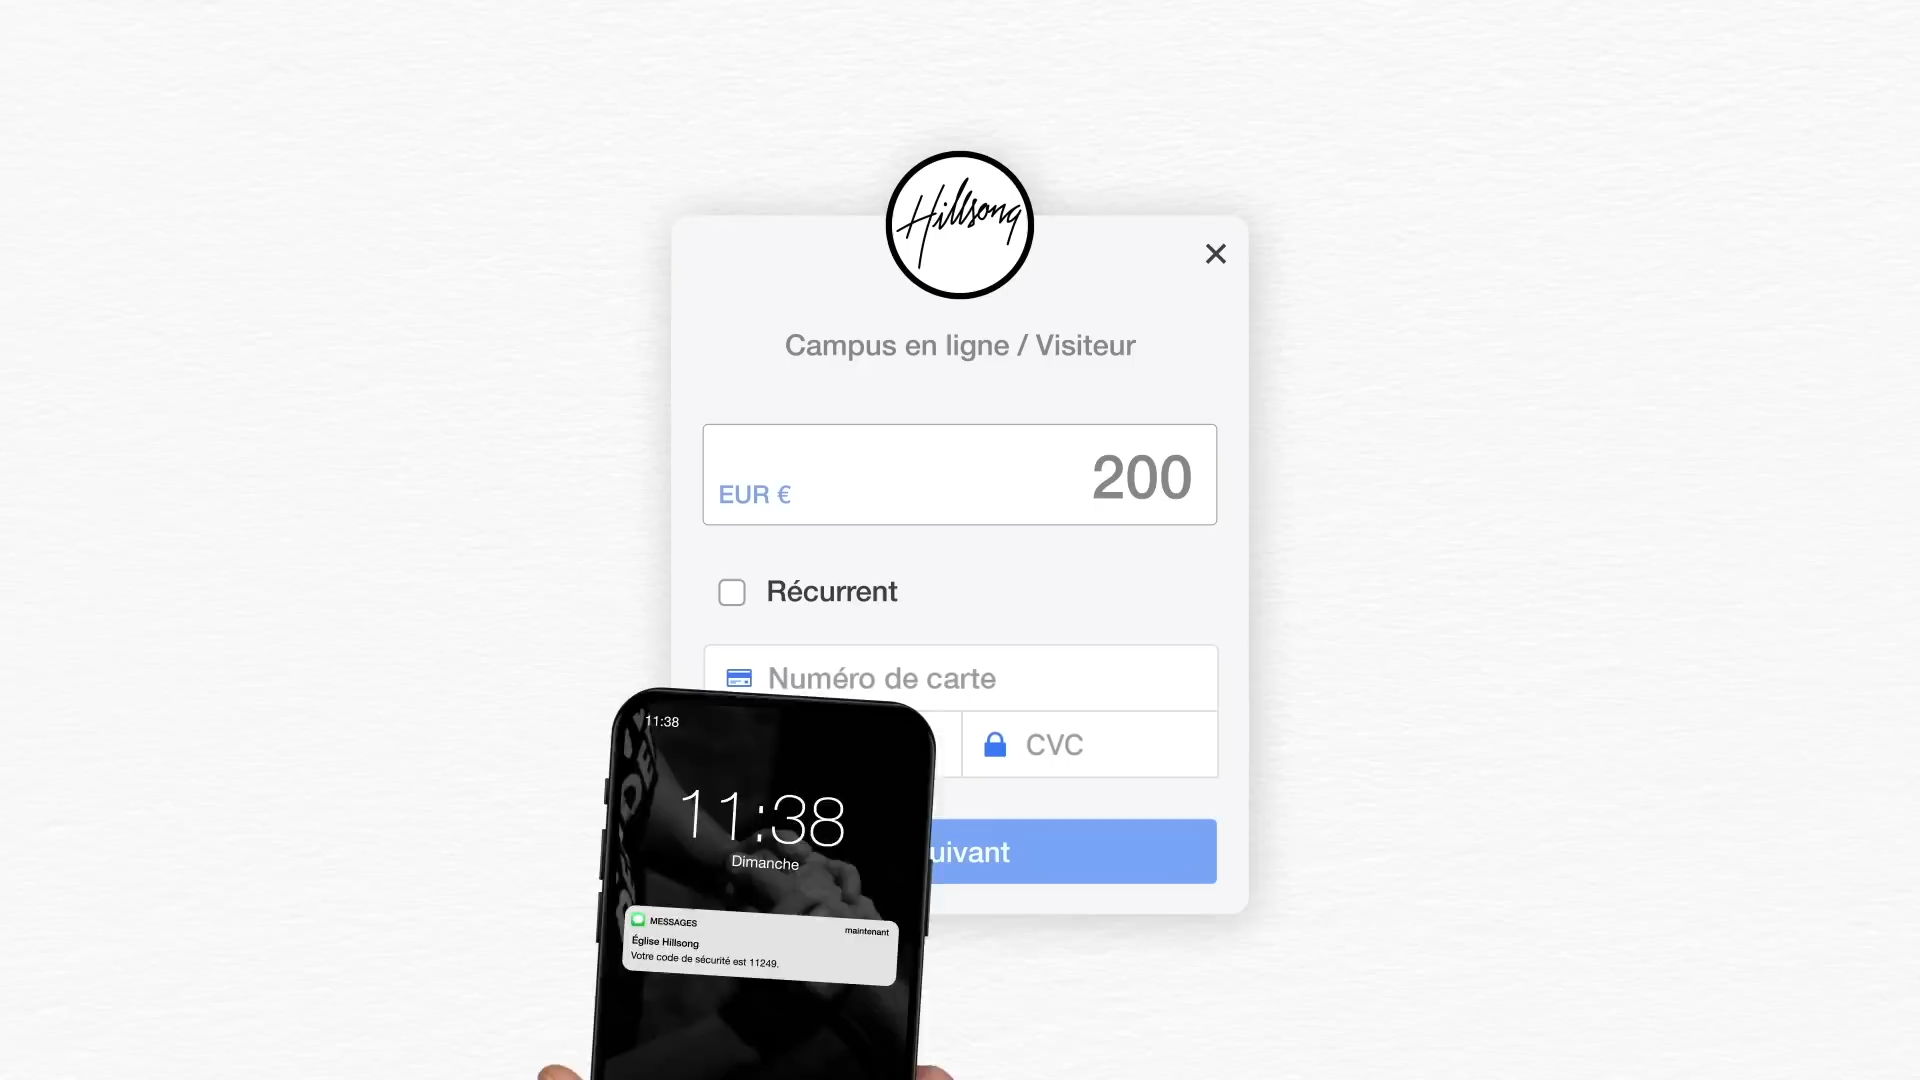 Hillsong
Campus en ligne / Visiteur
EUR € 200
Récurrent
Numéro de carte
CVC
uivant
11:38
11:38
Dimanche
MESSAGES
maintenant
Église Hillsong
Votre code de sécurité est 11249.